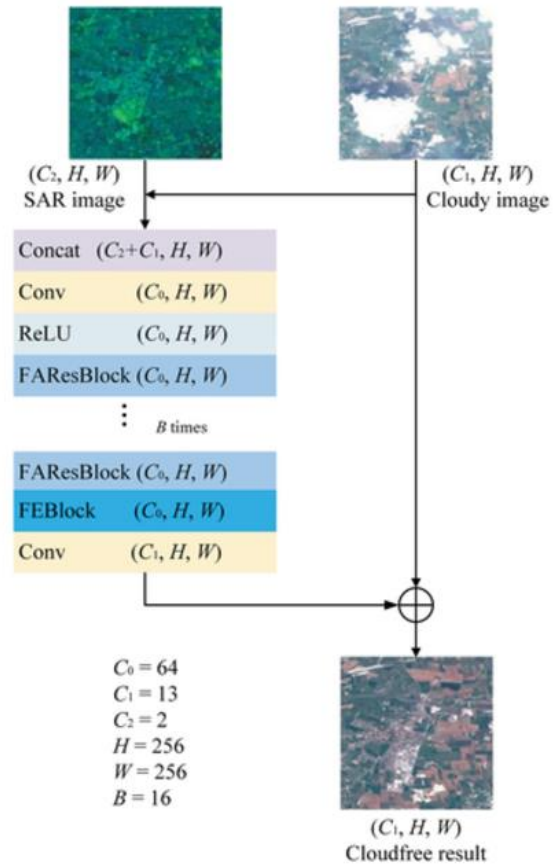 (C₂, H, W)
SAR image
(C₁, H, W)
Cloudy image
Concat (C₂+C₁, H, W)
Conv (C₀, H, W)
ReLU (C₀, H, W)
FAResBlock (C₀, H, W)
⋮ B times
FAResBlock (C₀, H, W)
FEBlock (C₀, H, W)
Conv (C₁, H, W)
C₀ = 64
C₁ = 13
C₂ = 2
H = 256
W = 256
B = 16
(C₁, H, W)
Cloudfree result